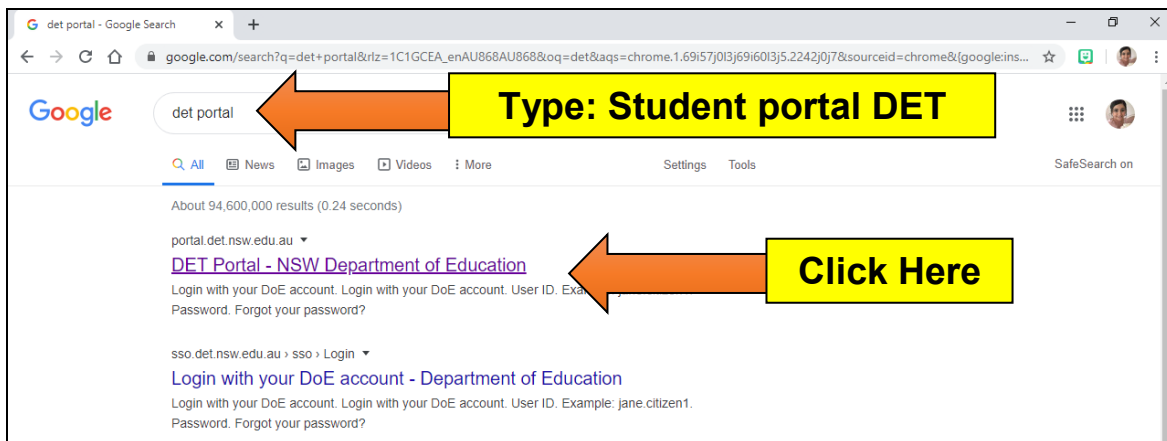 det portal - Google Search
google.com/search?q=det+portal&rlz=1C1GCEA_enAU868AU868&oq=det&aqs=chrome.1.69i57j0l3j69i60l3j5.2242j0j7&sourceid=chrome&{google:ins...
Google
det portal
Type: Student portal DET
All News Images Videos More Settings Tools SafeSearch on
About 94,600,000 results (0.24 seconds)
portal.det.nsw.edu.au
DET Portal - NSW Department of Education
Click Here
Login with your DoE account. Login with your DoE account. User ID.
Password. Forgot your password?
sso.det.nsw.edu.au › sso › Login
Login with your DoE account - Department of Education
Login with your DoE account. Login with your DoE account. User ID. Example: jane.citizen1.
Password. Forgot your password?